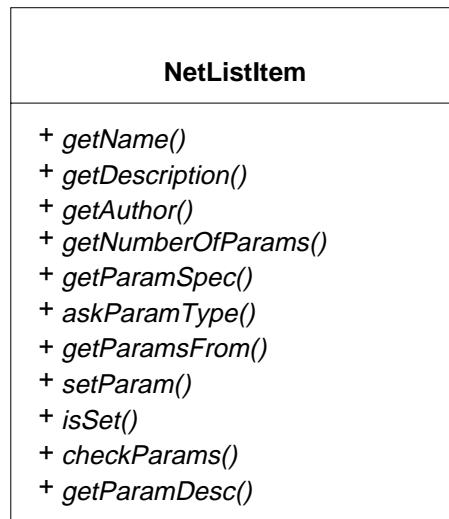 NetListItem
+ getName()
+ getDescription()
+ getAuthor()
+ getNumberOfParams()
+ getParamSpec()
+ askParamType()
+ getParamsFrom()
+ setParam()
+ isSet()
+ checkParams()
+ getParamDesc()